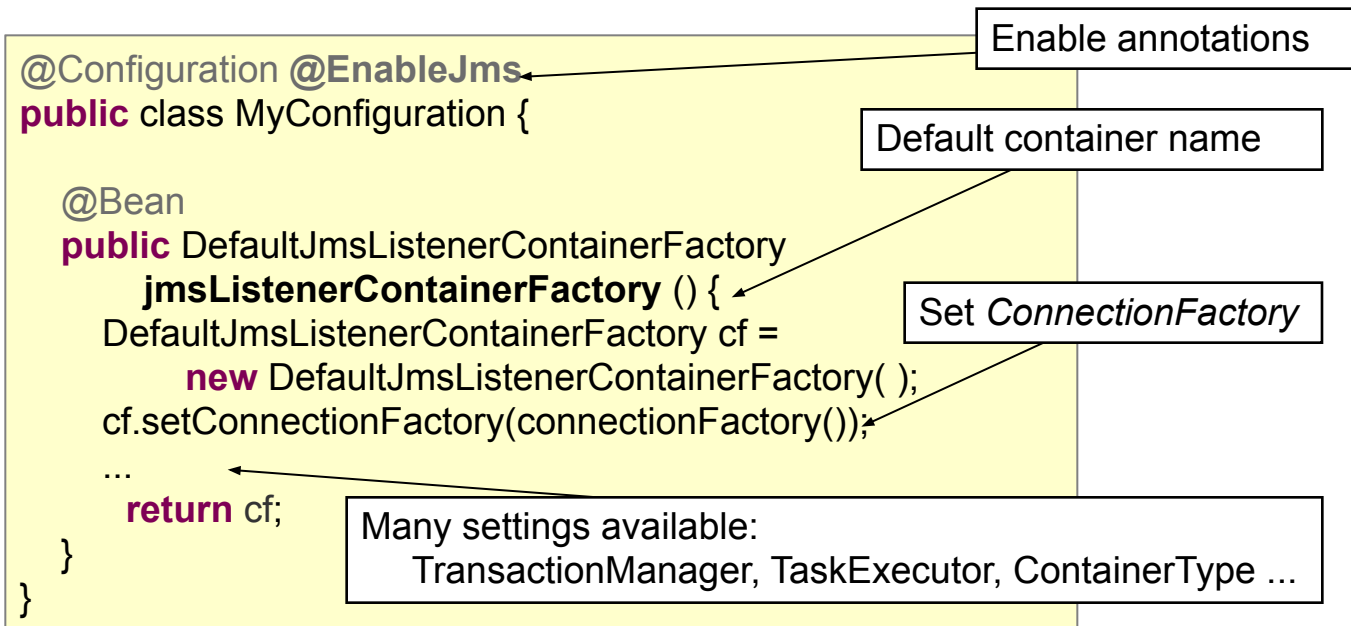 Enable annotations
@Configuration @EnableJms
public class MyConfiguration {
Default container name
@Bean
public DefaultJmsListenerContainerFactory
jmsListenerContainerFactory () {
Set ConnectionFactory
DefaultJmsListenerContainerFactory cf =
new DefaultJmsListenerContainerFactory( );
cf.setConnectionFactory(connectionFactory());
...
return cf;
Many settings available:
TransactionManager, TaskExecutor, ContainerType ...
}
}